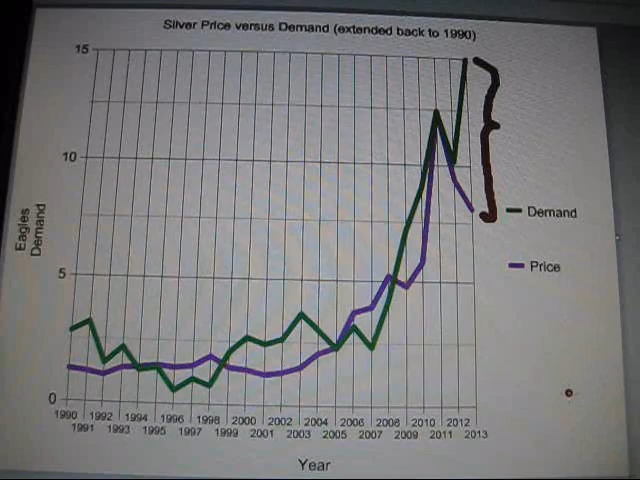 Silver Price versus Demand (extended back to 1990)
15
10
5
0
Eagles
Demand
Demand
Price
1990 1992 1994 1996 1998 2000 2002 2004 2006 2008 2010 2012
1991 1993 1995 1997 1999 2001 2003 2005 2007 2009 2011 2013
Year